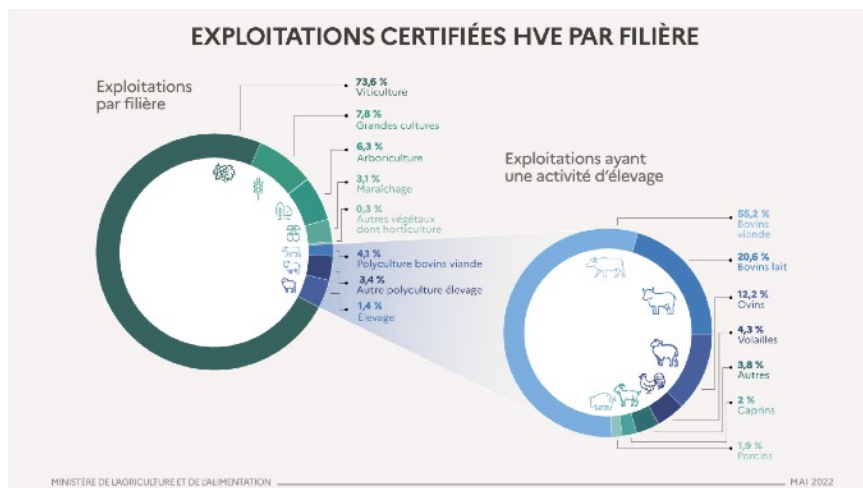 EXPLOITATIONS CERTIFIÉES HVE PAR FILIÈRE
Exploitations
par filière
73,6 %
Viticulture
7,8 %
Grandes cultures
6,3 %
Arboriculture
3,1 %
Maraîchage
0,3 %
Autres végétaux
dont horticulture
4,1 %
Polyculture bovins viande
3,4 %
Autre polyculture élevage
1,4 %
Élevage
Exploitations ayant
une activité d'élevage
55,2 %
Bovins
viande
20,6 %
Bovins lait
12,2 %
Ovins
4,3 %
Volailles
3,8 %
Autres
2 %
Caprins
1,9 %
Porcins
MINISTÈRE DE L'AGRICULTURE ET DE L'ALIMENTATION
MAI 2022